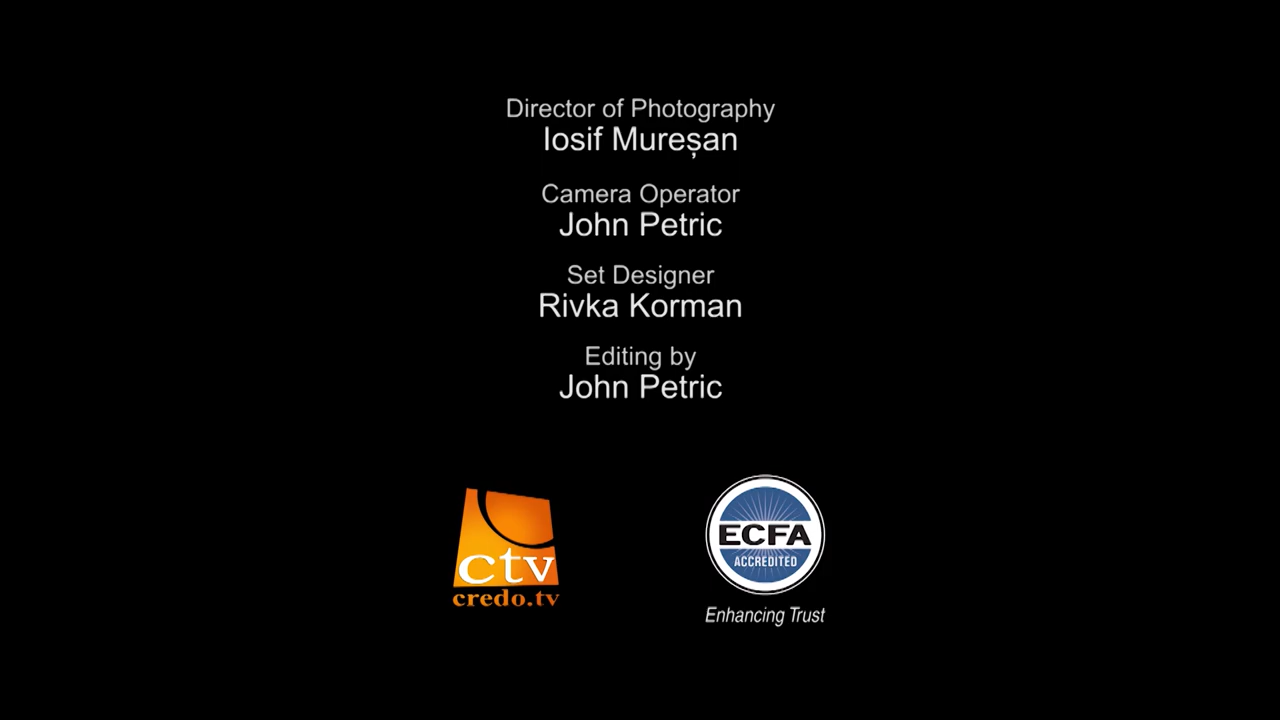 Director of Photography
Iosif Mureșan
Camera Operator
John Petric
Set Designer
Rivka Korman
Editing by
John Petric
ctv
credo.tv
ECFA
ACCREDITED
Enhancing Trust